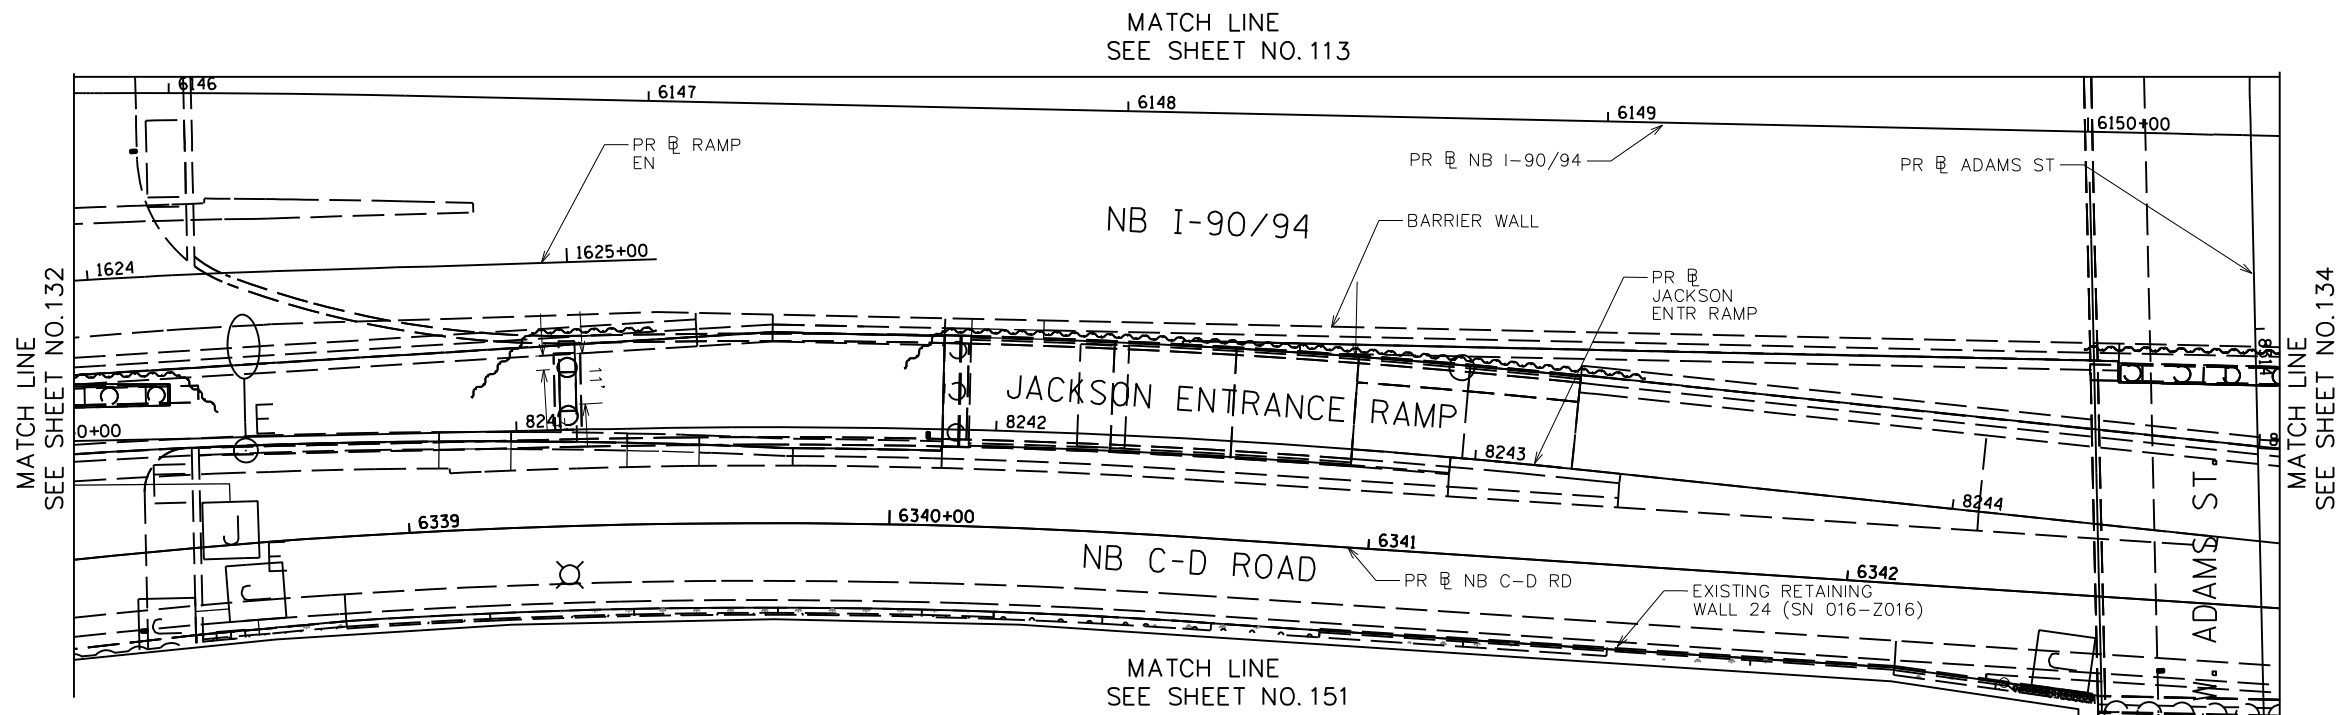 MATCH LINE
SEE SHEET NO. 113
6146
6147
6148
6149
6150+00
PR ⅊ RAMP
EN
PR ⅊ NB I-90/94
PR ⅊ ADAMS ST
NB I-90/94
BARRIER WALL
1624
1625+00
PR ⅊
JACKSON
ENTR RAMP
MATCH LINE
SEE SHEET NO. 132
MATCH LINE
SEE SHEET NO. 134
11'
JACKSON ENTRANCE RAMP
E
0+00
824
8242
8243
8244
J
6339
6340+00
6341
6342
NB C-D ROAD
PR ⅊ NB C-D RD
EXISTING RETAINING
WALL 24 (SN 016-Z016)
W. ADAMS ST.
MATCH LINE
SEE SHEET NO. 151